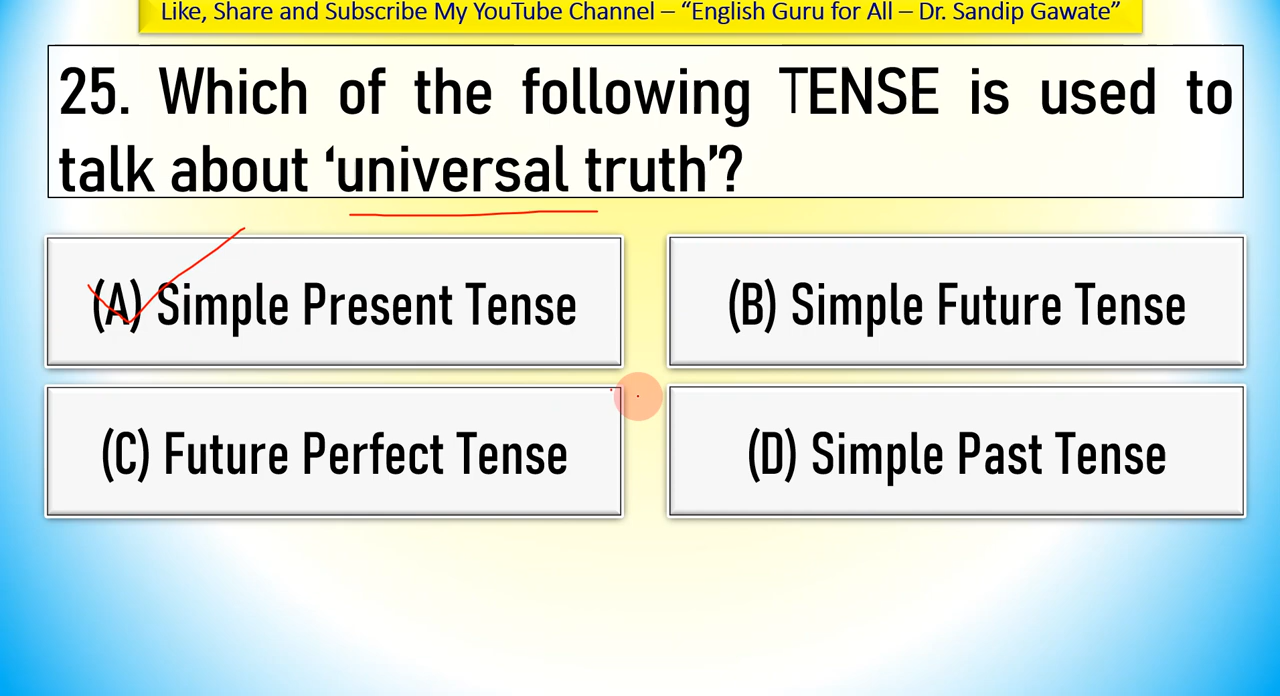 Like, Share and Subscribe My YouTube Channel – “English Guru for All – Dr. Sandip Gawate”
25. Which of the following TENSE is used to
talk about ‘universal truth’?
(A) Simple Present Tense
(B) Simple Future Tense
(C) Future Perfect Tense
(D) Simple Past Tense